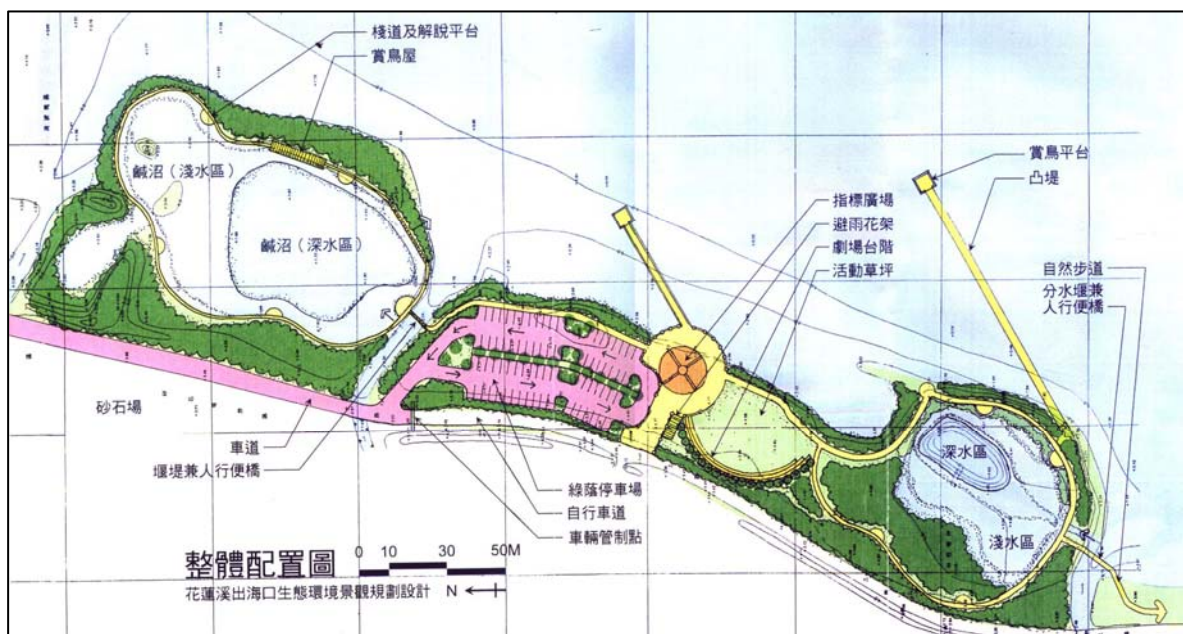 棧道及解說平台
賞鳥屋
鹹沼（淺水區）
鹹沼（深水區）
賞鳥平台
凸堤
指標廣場
避雨花架
劇場台階
活動草坪
自然步道
分水堰兼
人行便橋
砂石場
車道
堰堤兼人行便橋
深水區
淺水區
綠蔭停車場
自行車道
車輛管制點
整體配置圖
0 10 30 50M
花蓮溪出海口生態環境景觀規劃設計 N